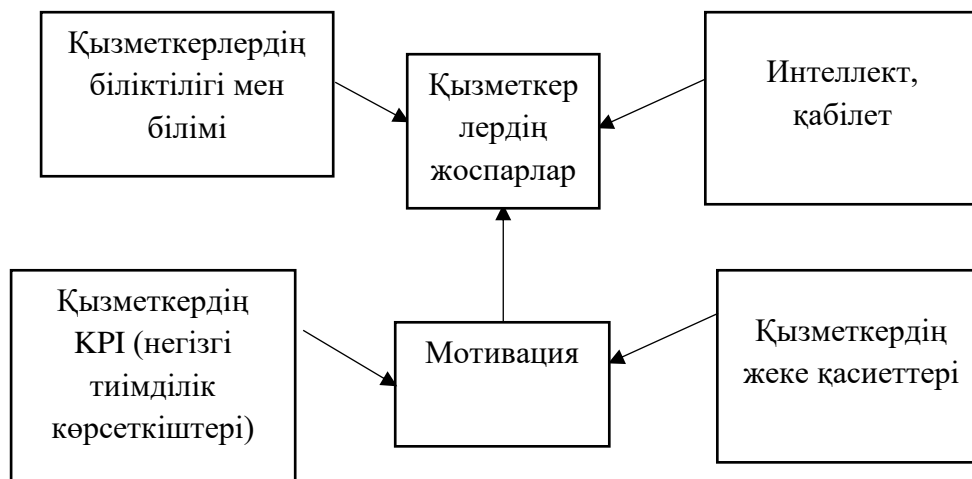 Қызметкерлердің
біліктілігі мен
білімі
Қызметкер
лердің
жоспарлар
Интеллект,
қабілет
Қызметкердің
KPI (негізгі
тиімділік
көрсеткіштері)
Мотивация
Қызметкердің
жеке қасиеттері